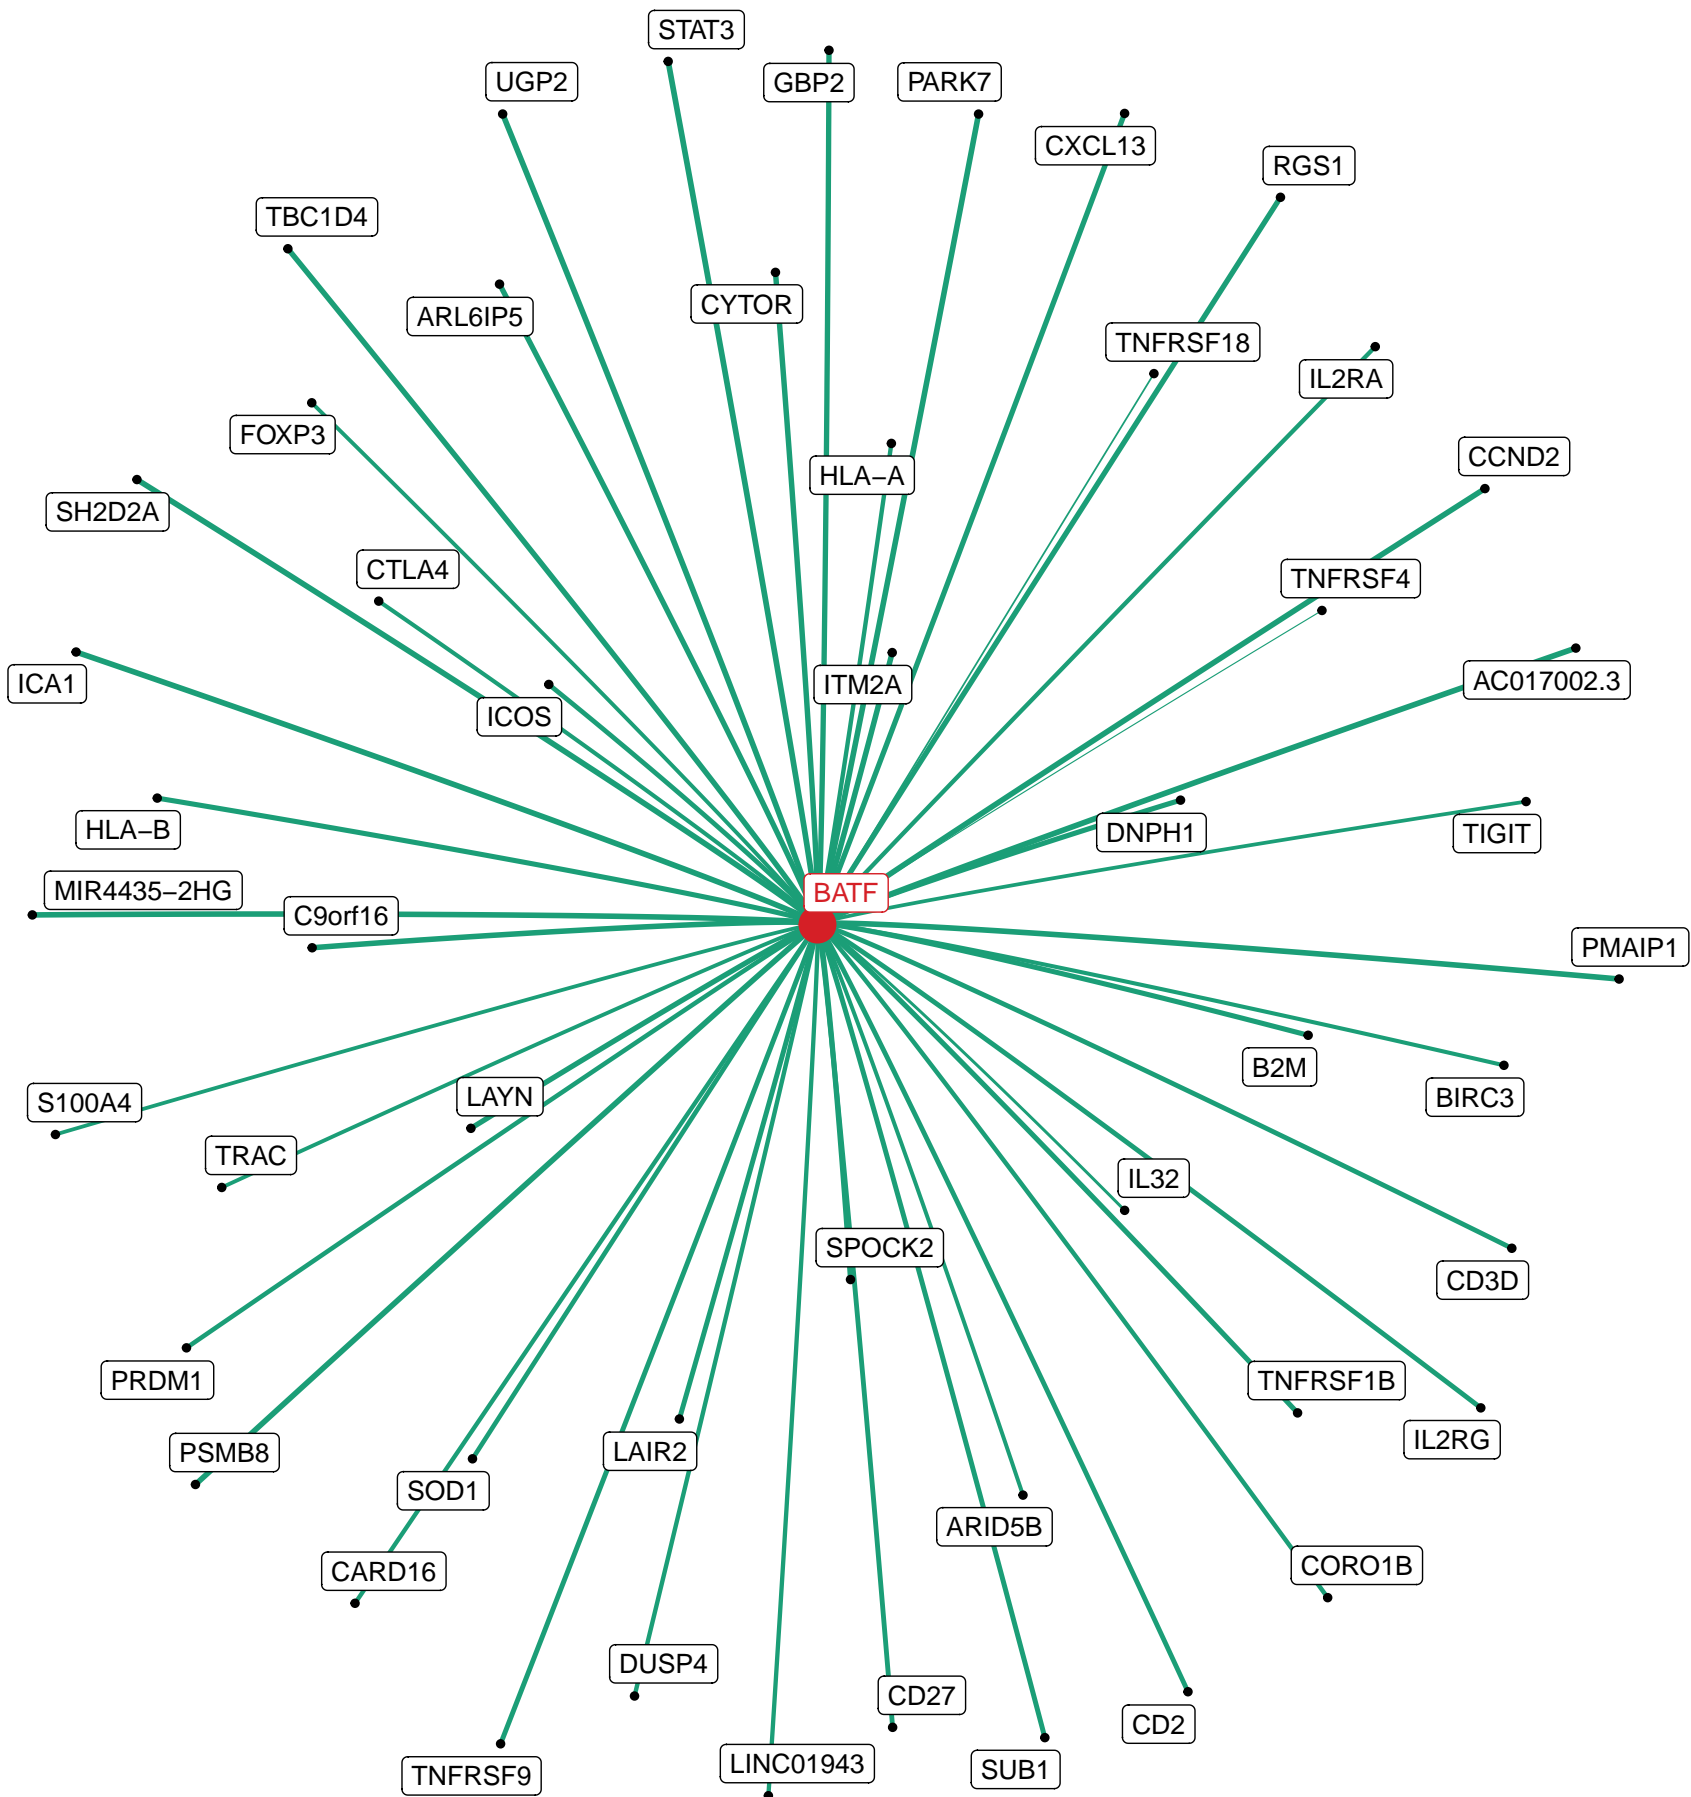 STAT3
GBP2
UGP2
PARK7
CXCL13
RGS1
TBC1D4
CYTOR
ARL6IP5
TNFRSF18
IL2RA
FOXP3
CCND2
HLA−A
SH2D2A
CTLA4
TNFRSF4
AC017002.3
ICA1
ITM2A
ICOS
HLA−B
DNPH1
TIGIT
MIR4435−2HG
BATF
C9orf16
PMAIP1
B2M
LAYN
BIRC3
S100A4
TRAC
IL32
SPOCK2
CD3D
PRDM1
TNFRSF1B
IL2RG
PSMB8
LAIR2
SOD1
ARID5B
CORO1B
CARD16
DUSP4
CD27
CD2
LINC01943
SUB1
TNFRSF9